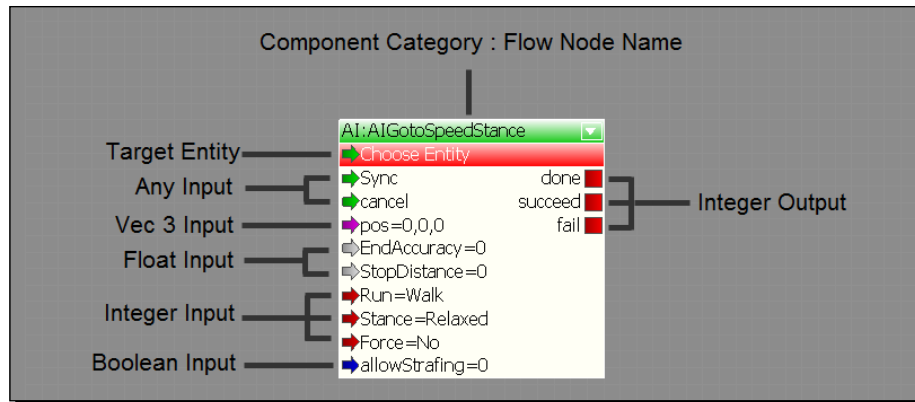 Component Category : Flow Node Name
AI:AIGotoSpeedStance
Target Entity
Choose Entity
Any Input
Sync
done
cancel
succeed
Integer Output
Vec 3 Input
pos=0,0,0
fail
Float Input
EndAccuracy=0
StopDistance=0
Integer Input
Run=Walk
Stance=Relaxed
Force=No
Boolean Input
allowStrafing=0